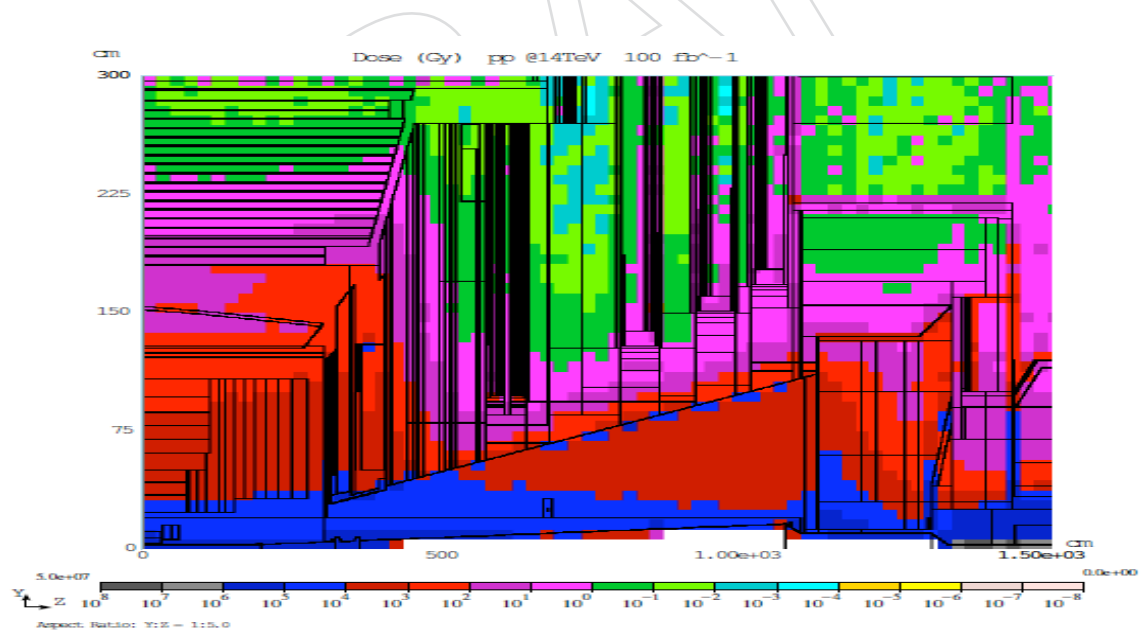 cm
Dose (Gy) pp @14TeV 100 fb^-1
300
225
150
75
0
0 500 1.00e+03 1.50e+03
cm
5.0e+07 0.0e+00
Y
Z
10^8 10^7 10^6 10^5 10^4 10^3 10^2 10^1 10^0 10^-1 10^-2 10^-3 10^-4 10^-5 10^-6 10^-7 10^-8
Aspect Ratio: Y:Z = 1:5.0